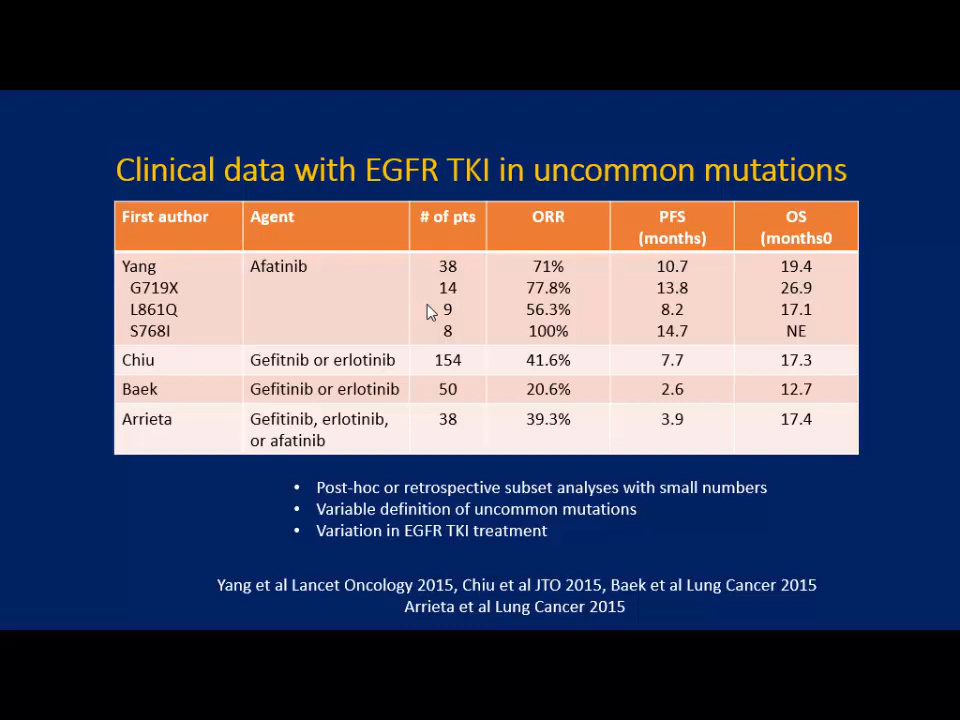 Clinical data with EGFR TKI in uncommon mutations
First author Agent # of pts ORR PFS (months) OS (months0
Yang Afatinib 38 71% 10.7 19.4
G719X 14 77.8% 13.8 26.9
L861Q 9 56.3% 8.2 17.1
S768I 8 100% 14.7 NE
Chiu Gefitnib or erlotinib 154 41.6% 7.7 17.3
Baek Gefitinib or erlotinib 50 20.6% 2.6 12.7
Arrieta Gefitinib, erlotinib, or afatinib 38 39.3% 3.9 17.4
• Post-hoc or retrospective subset analyses with small numbers
• Variable definition of uncommon mutations
• Variation in EGFR TKI treatment
Yang et al Lancet Oncology 2015, Chiu et al JTO 2015, Baek et al Lung Cancer 2015
Arrieta et al Lung Cancer 2015